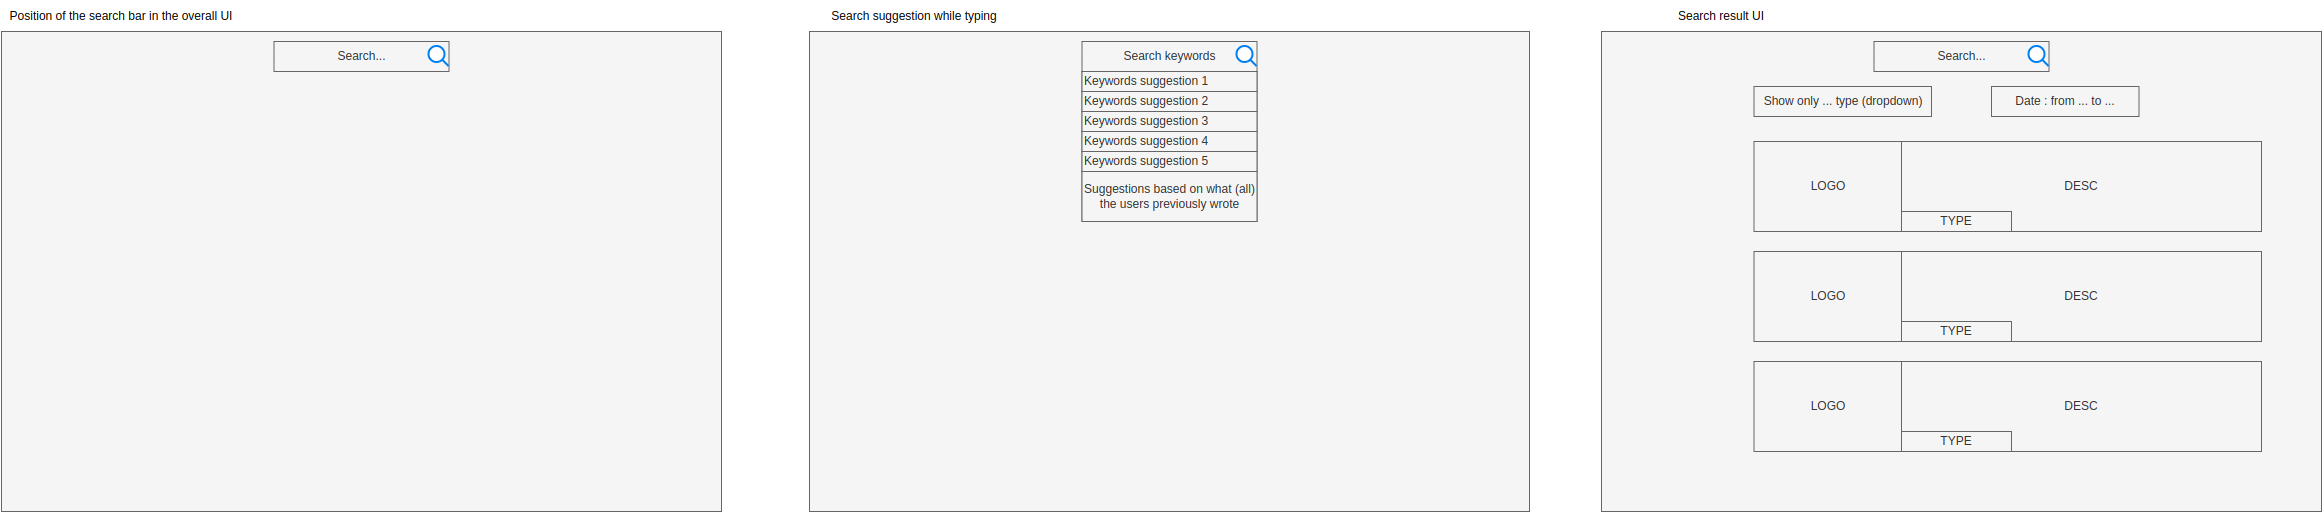 Position of the search bar in the overall UI
Search...
Search suggestion while typing
Search keywords
Keywords suggestion 1
Keywords suggestion 2
Keywords suggestion 3
Keywords suggestion 4
Keywords suggestion 5
Suggestions based on what (all)
the users previously wrote
Search result UI
Search...
Show only ... type (dropdown)
Date : from ... to ...
LOGO
DESC
TYPE
LOGO
DESC
TYPE
LOGO
DESC
TYPE